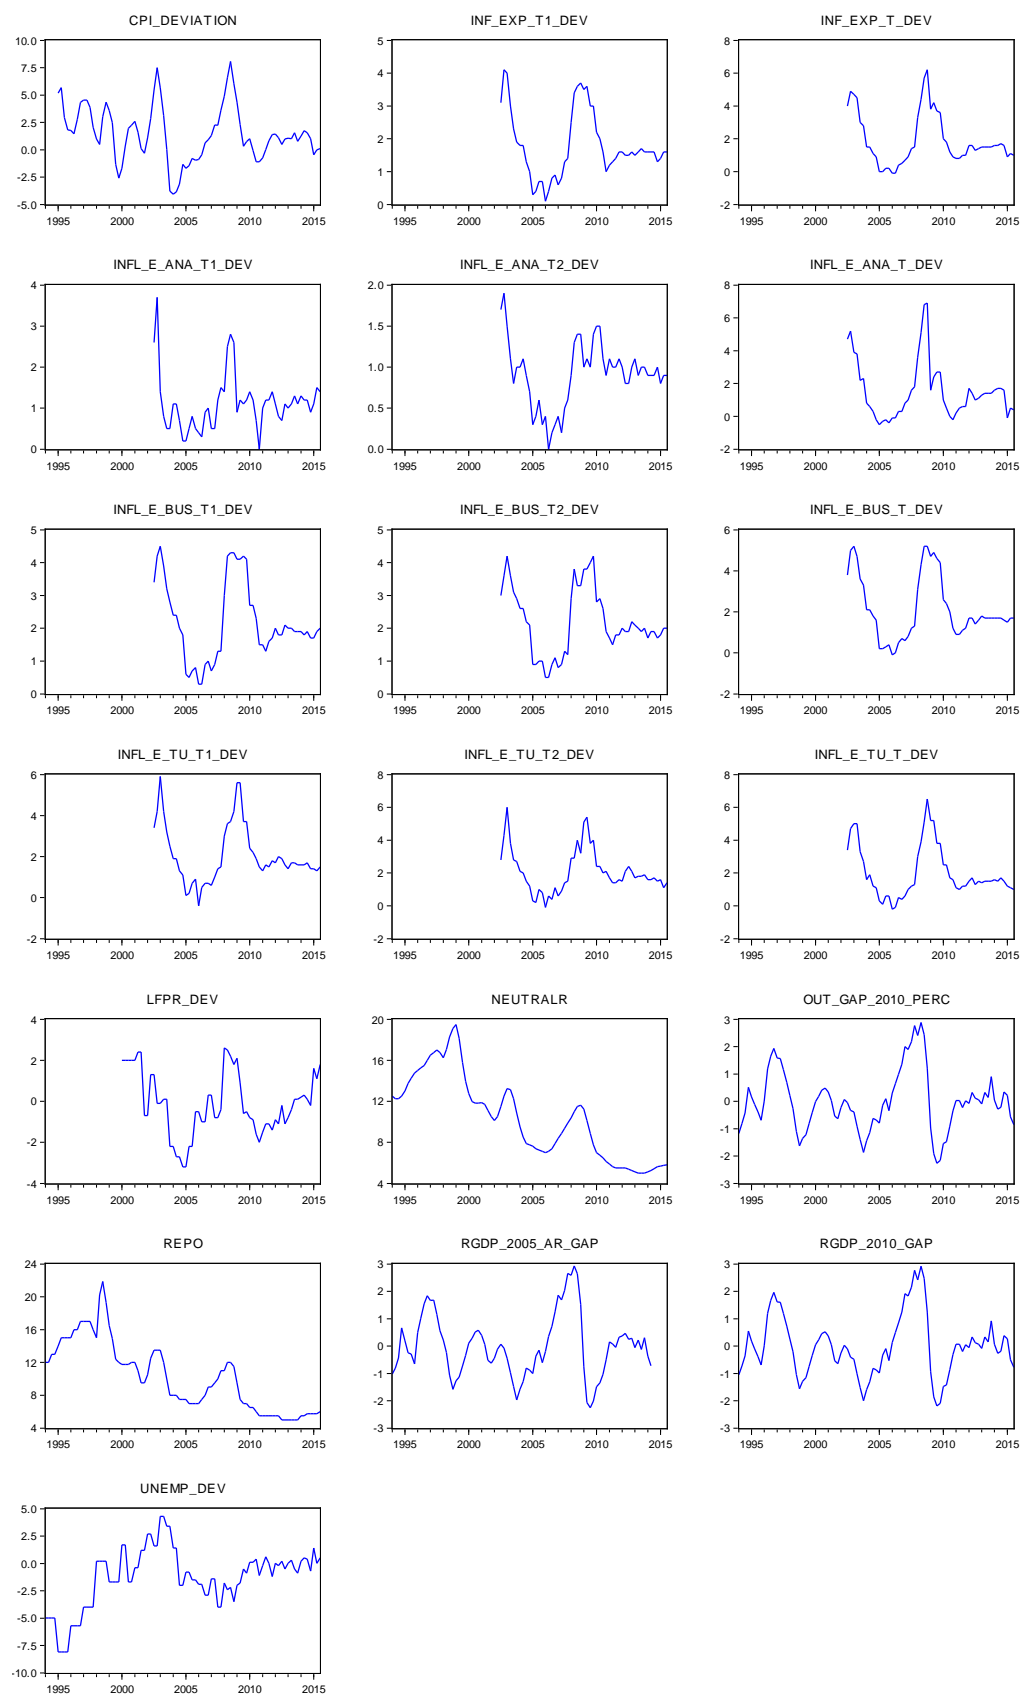 CPI_DEVIATION
INF_EXP_T1_DEV
INF_EXP_T_DEV
10.0
7.5
5.0
2.5
0.0
-2.5
-5.0
1995 2000 2005 2010 2015
5
4
3
2
1
0
1995 2000 2005 2010 2015
8
6
4
2
0
-2
1995 2000 2005 2010 2015
INFL_E_ANA_T1_DEV
INFL_E_ANA_T2_DEV
INFL_E_ANA_T_DEV
4
3
2
1
0
1995 2000 2005 2010 2015
2.0
1.5
1.0
0.5
0.0
1995 2000 2005 2010 2015
8
6
4
2
0
-2
1995 2000 2005 2010 2015
INFL_E_BUS_T1_DEV
INFL_E_BUS_T2_DEV
INFL_E_BUS_T_DEV
5
4
3
2
1
0
1995 2000 2005 2010 2015
5
4
3
2
1
0
1995 2000 2005 2010 2015
6
4
2
0
-2
1995 2000 2005 2010 2015
INFL_E_TU_T1_DEV
INFL_E_TU_T2_DEV
INFL_E_TU_T_DEV
6
4
2
0
-2
1995 2000 2005 2010 2015
8
6
4
2
0
-2
1995 2000 2005 2010 2015
8
6
4
2
0
-2
1995 2000 2005 2010 2015
LFPR_DEV
NEUTRALR
OUT_GAP_2010_PERC
4
2
0
-2
-4
1995 2000 2005 2010 2015
20
16
12
8
4
1995 2000 2005 2010 2015
3
2
1
0
-1
-2
-3
1995 2000 2005 2010 2015
REPO
RGDP_2005_AR_GAP
RGDP_2010_GAP
24
20
16
12
8
4
1995 2000 2005 2010 2015
3
2
1
0
-1
-2
-3
1995 2000 2005 2010 2015
3
2
1
0
-1
-2
-3
1995 2000 2005 2010 2015
UNEMP_DEV
5.0
2.5
0.0
-2.5
-5.0
-7.5
-10.0
1995 2000 2005 2010 2015